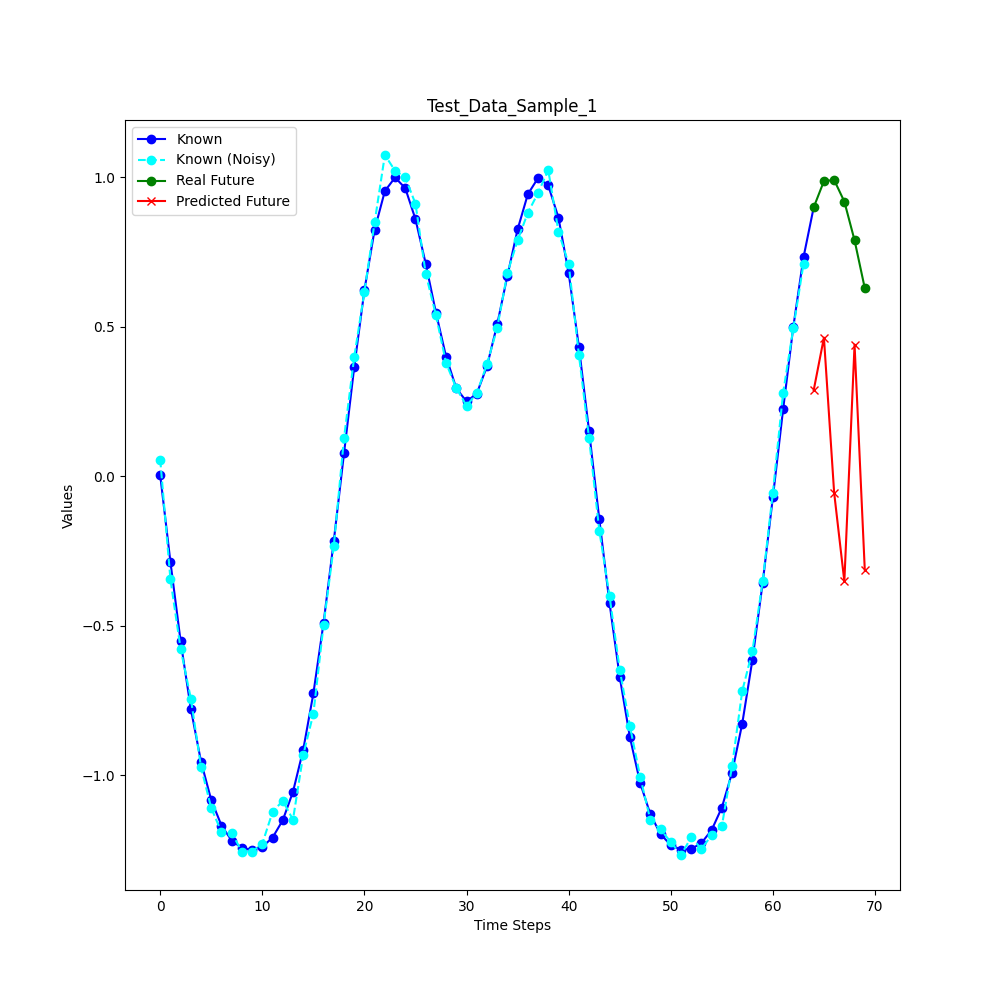 Test_Data_Sample_1
Known
Known (Noisy)
Real Future
Predicted Future
1.0
0.5
0.0
−0.5
−1.0
Values
0 10 20 30 40 50 60 70
Time Steps